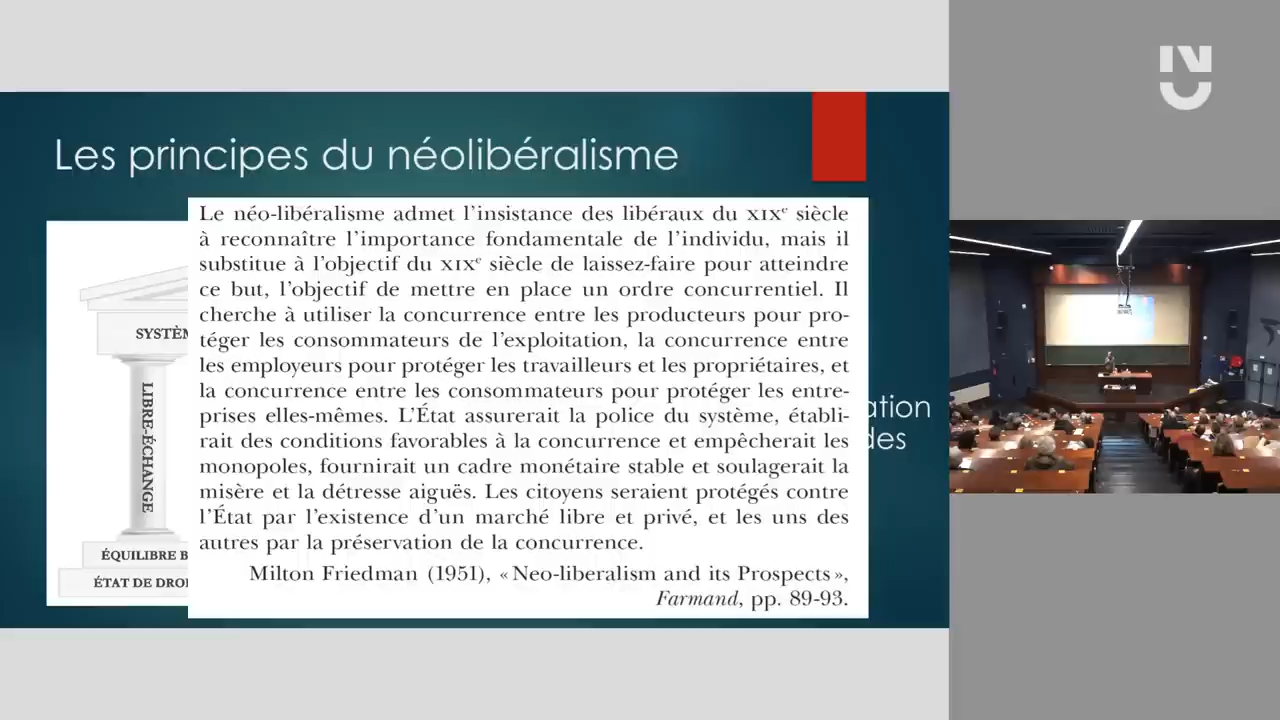 Les principes du néolibéralisme
Le néo-libéralisme admet l’insistance des libéraux du XIXe siècle
à reconnaître l’importance fondamentale de l’individu, mais il
substitue à l’objectif du XIXe siècle de laissez-faire pour atteindre
ce but, l’objectif de mettre en place un ordre concurrentiel. Il
cherche à utiliser la concurrence entre les producteurs pour pro-
téger les consommateurs de l’exploitation, la concurrence entre
les employeurs pour protéger les travailleurs et les propriétaires, et
la concurrence entre les consommateurs pour protéger les entre-
prises elles-mêmes. L’État assurerait la police du système, établi-
rait des conditions favorables à la concurrence et empêcherait les
monopoles, fournirait un cadre monétaire stable et soulagerait la
misère et la détresse aiguës. Les citoyens seraient protégés contre
l’État par l’existence d’un marché libre et privé, et les uns des
autres par la préservation de la concurrence.
Milton Friedman (1951), « Neo-liberalism and its Prospects »,
Farmand, pp. 89-93.
SYSTÈM
LIBRE-ÉCHANGE
ÉQUILIBRE B
ÉTAT DE DROI
ation
des